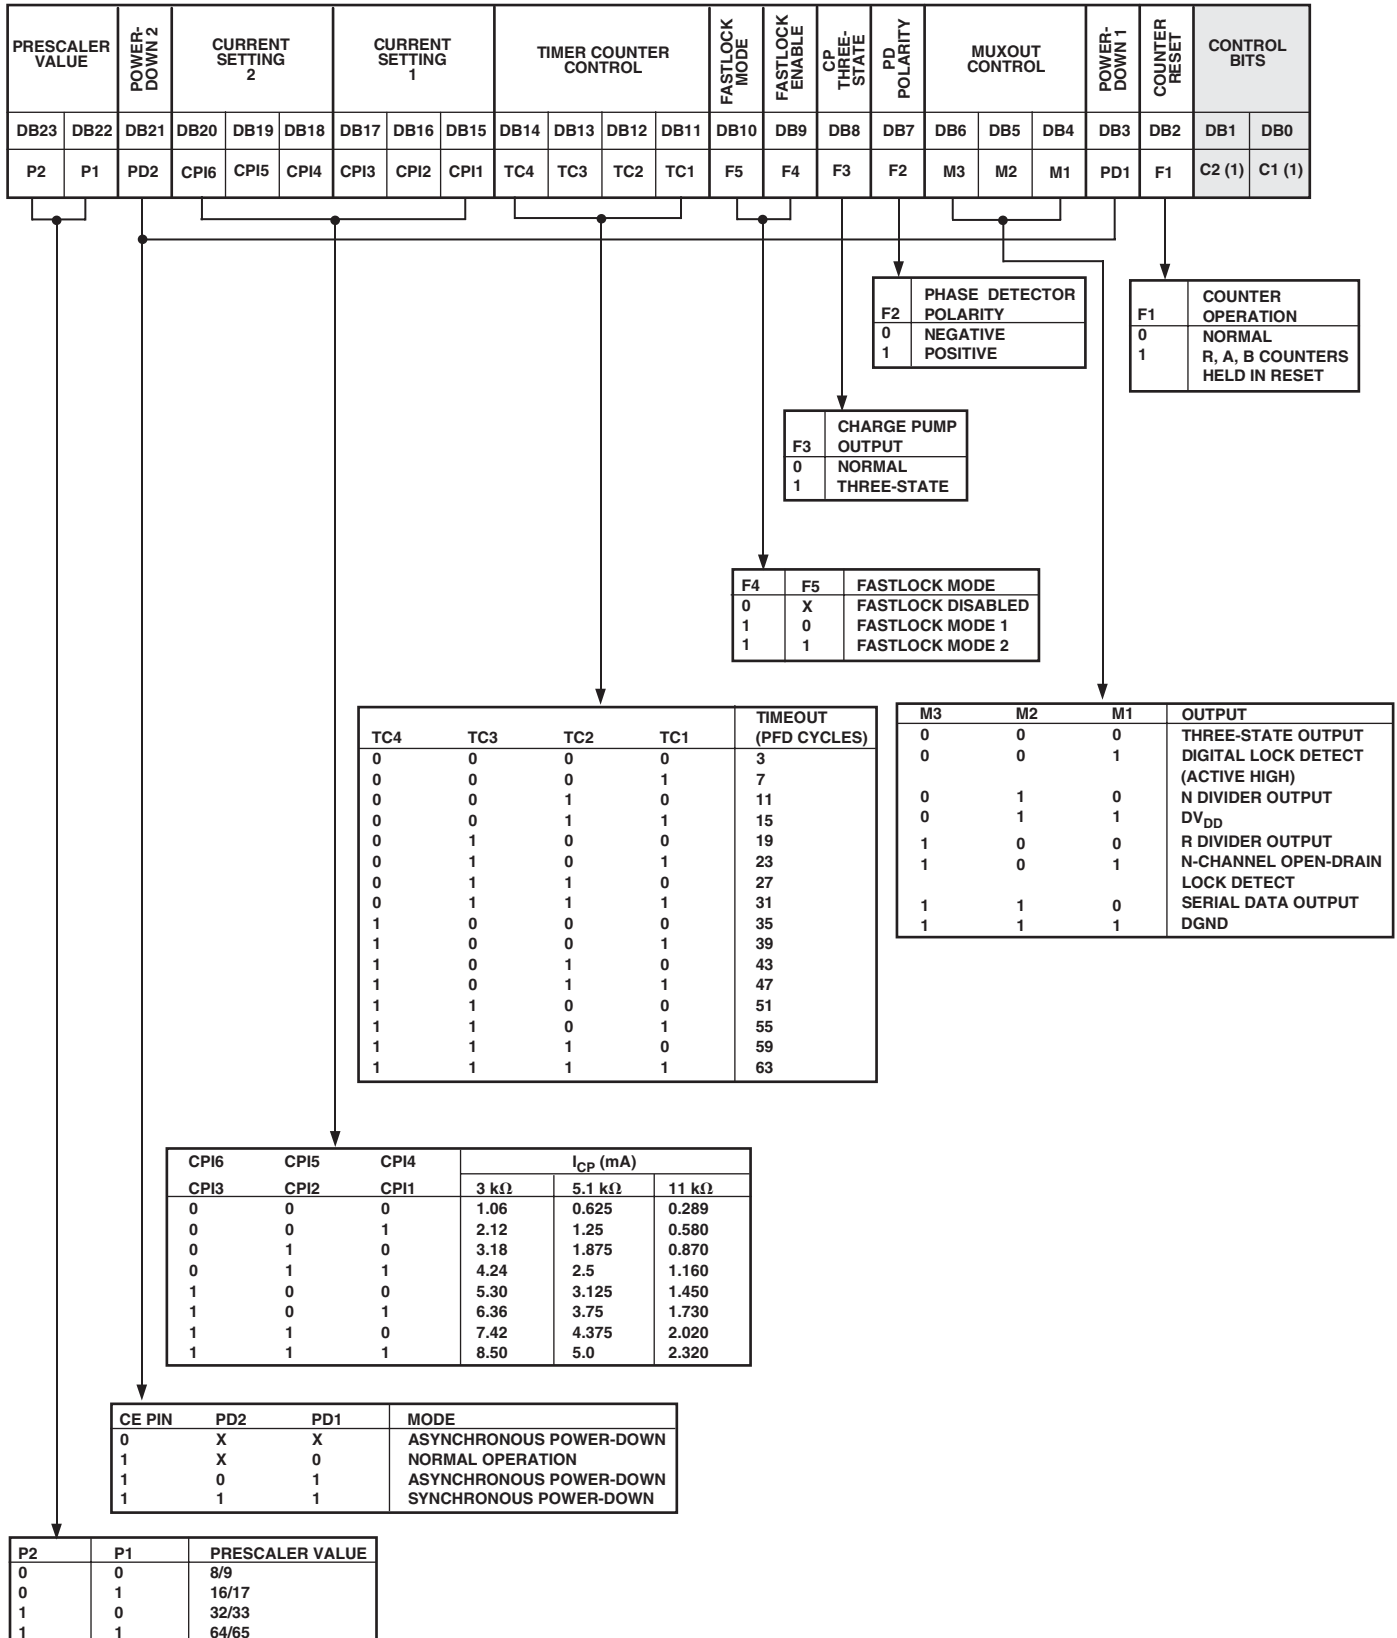 PRESCALER VALUE
POWER-DOWN 2
CURRENT SETTING 2
CURRENT SETTING 1
TIMER COUNTER CONTROL
FASTLOCK MODE
FASTLOCK ENABLE
CP THREE-STATE
PD POLARITY
MUXOUT CONTROL
POWER-DOWN 1
COUNTER RESET
CONTROL BITS
DB23 DB22 DB21 DB20 DB19 DB18 DB17 DB16 DB15 DB14 DB13 DB12 DB11 DB10 DB9 DB8 DB7 DB6 DB5 DB4 DB3 DB2 DB1 DB0
P2 P1 PD2 CPI6 CPI5 CPI4 CPI3 CPI2 CPI1 TC4 TC3 TC2 TC1 F5 F4 F3 F2 M3 M2 M1 PD1 F1 C2 (1) C1 (1)
F2 PHASE DETECTOR POLARITY
0 NEGATIVE
1 POSITIVE
F1 COUNTER OPERATION
0 NORMAL
1 R, A, B COUNTERS
HELD IN RESET
F3 CHARGE PUMP OUTPUT
0 NORMAL
1 THREE-STATE
F4 F5 FASTLOCK MODE
0 X FASTLOCK DISABLED
1 0 FASTLOCK MODE 1
1 1 FASTLOCK MODE 2
TC4 TC3 TC2 TC1 TIMEOUT (PFD CYCLES)
0 0 0 0 3
0 0 0 1 7
0 0 1 0 11
0 0 1 1 15
0 1 0 0 19
0 1 0 1 23
0 1 1 0 27
0 1 1 1 31
1 0 0 0 35
1 0 0 1 39
1 0 1 0 43
1 0 1 1 47
1 1 0 0 51
1 1 0 1 55
1 1 1 0 59
1 1 1 1 63
M3 M2 M1 OUTPUT
0 0 0 THREE-STATE OUTPUT
0 0 1 DIGITAL LOCK DETECT
(ACTIVE HIGH)
0 1 0 N DIVIDER OUTPUT
0 1 1 DVDD
1 0 0 R DIVIDER OUTPUT
1 0 1 N-CHANNEL OPEN-DRAIN
LOCK DETECT
1 1 0 SERIAL DATA OUTPUT
1 1 1 DGND
CPI6 CPI5 CPI4 ICP (mA)
CPI3 CPI2 CPI1 3 kΩ 5.1 kΩ 11 kΩ
0 0 0 1.06 0.625 0.289
0 0 1 2.12 1.25 0.580
0 1 0 3.18 1.875 0.870
0 1 1 4.24 2.5 1.160
1 0 0 5.30 3.125 1.450
1 0 1 6.36 3.75 1.730
1 1 0 7.42 4.375 2.020
1 1 1 8.50 5.0 2.320
CE PIN PD2 PD1 MODE
0 X X ASYNCHRONOUS POWER-DOWN
1 X 0 NORMAL OPERATION
1 0 1 ASYNCHRONOUS POWER-DOWN
1 1 1 SYNCHRONOUS POWER-DOWN
P2 P1 PRESCALER VALUE
0 0 8/9
0 1 16/17
1 0 32/33
1 1 64/65